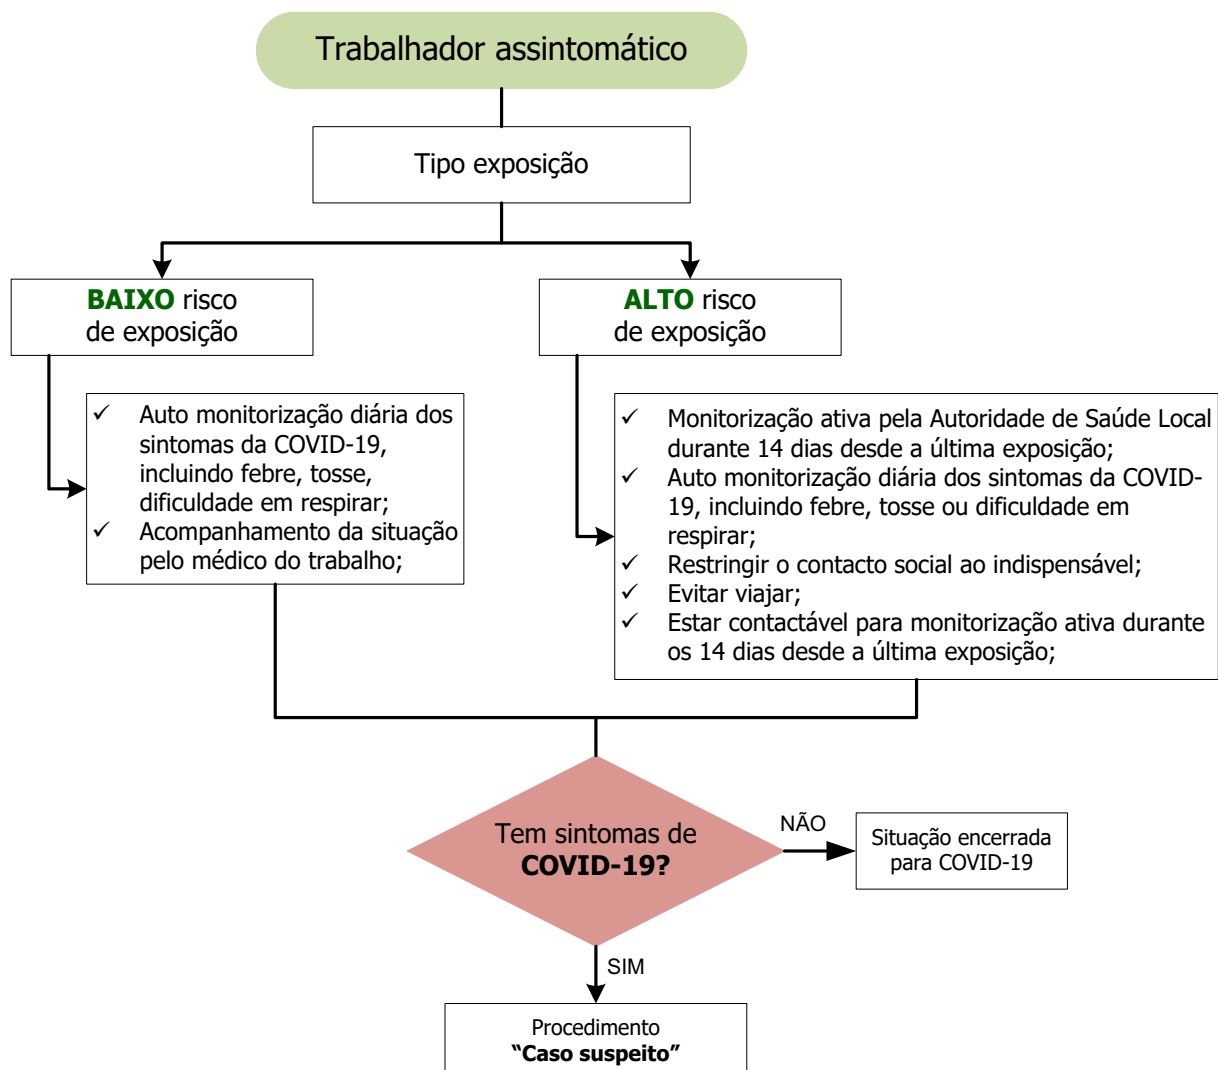 Trabalhador assintomático
Tipo exposição
BAIXO risco
de exposição
ALTO risco
de exposição
✓ Auto monitorização diária dos
sintomas da COVID-19,
incluindo febre, tosse,
dificuldade em respirar;
✓ Acompanhamento da situação
pelo médico do trabalho;
✓ Monitorização ativa pela Autoridade de Saúde Local
durante 14 dias desde a última exposição;
✓ Auto monitorização diária dos sintomas da COVID-
19, incluindo febre, tosse ou dificuldade em
respirar;
✓ Restringir o contacto social ao indispensável;
✓ Evitar viajar;
✓ Estar contactável para monitorização ativa durante
os 14 dias desde a última exposição;
Tem sintomas de
COVID-19?
NÃO
Situação encerrada
para COVID-19
SIM
Procedimento
“Caso suspeito”